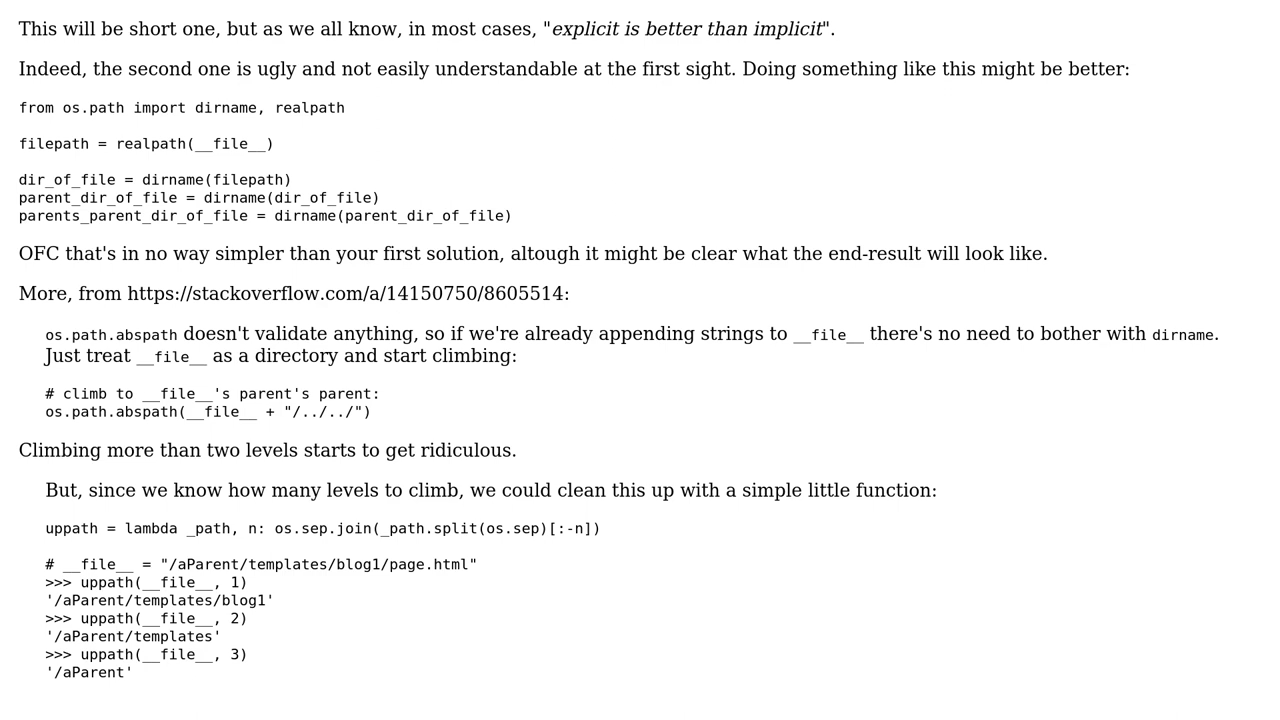 This will be short one, but as we all know, in most cases, "explicit is better than implicit".
Indeed, the second one is ugly and not easily understandable at the first sight. Doing something like this might be better:
from os.path import dirname, realpath
filepath = realpath(__file__)
dir_of_file = dirname(filepath)
parent_dir_of_file = dirname(dir_of_file)
parents_parent_dir_of_file = dirname(parent_dir_of_file)
OFC that's in no way simpler than your first solution, altough it might be clear what the end-result will look like.
More, from https://stackoverflow.com/a/14150750/8605514:
os.path.abspath doesn't validate anything, so if we're already appending strings to __file__ there's no need to bother with dirname.
Just treat __file__ as a directory and start climbing:
# climb to __file__'s parent's parent:
os.path.abspath(__file__ + "/../../")
Climbing more than two levels starts to get ridiculous.
But, since we know how many levels to climb, we could clean this up with a simple little function:
uppath = lambda _path, n: os.sep.join(_path.split(os.sep)[:-n])
# __file__ = "/aParent/templates/blog1/page.html"
>>> uppath(__file__, 1)
'/aParent/templates/blog1'
>>> uppath(__file__, 2)
'/aParent/templates'
>>> uppath(__file__, 3)
'/aParent'